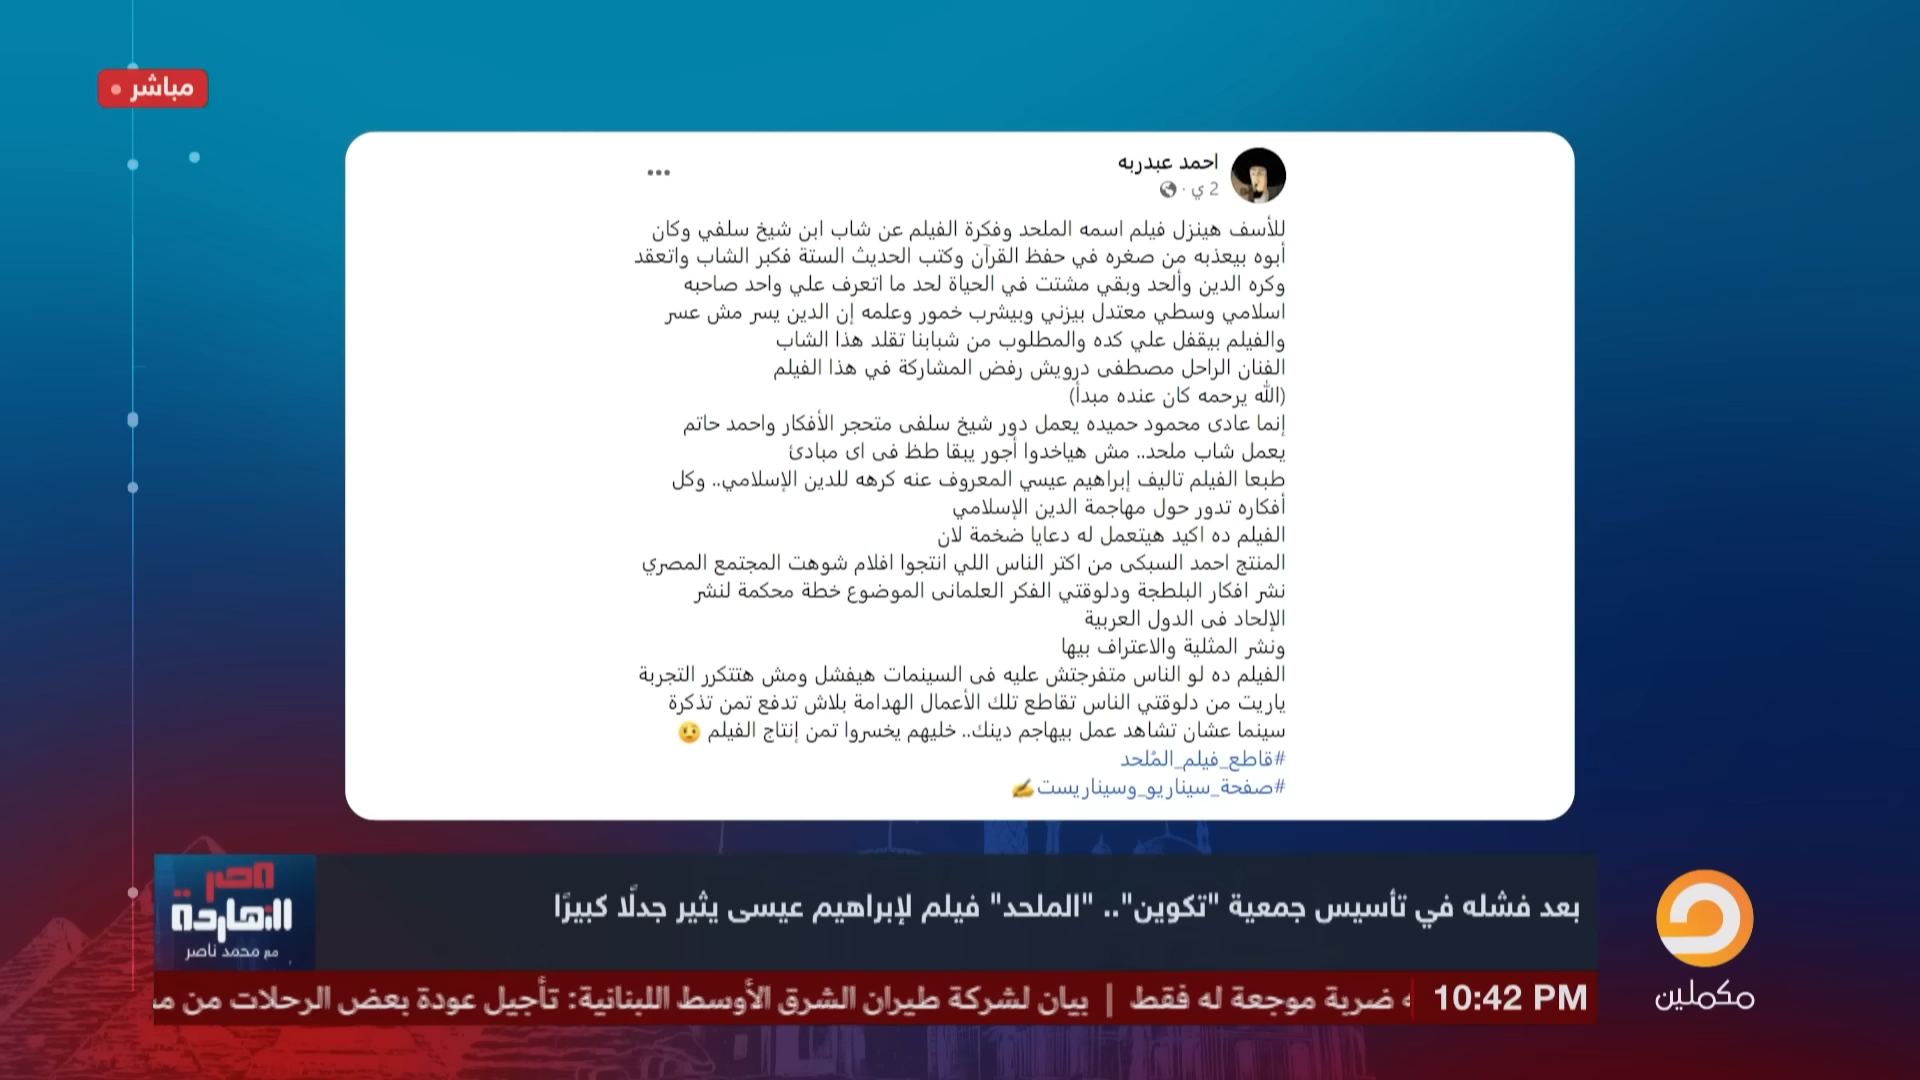 مباشر
احمد عبدربه
2 ي
للأسف هينزل فيلم اسمه الملحد وفكرة الفيلم عن شاب ابن شيخ سلفي وكان
أبوه بيعذبه من صغره في حفظ القرآن وكتب الحديث الستة فكبر الشاب واتعقد
وكره الدين وألحد وبقي مشتت في الحياة لحد ما اتعرف علي واحد صاحبه
اسلامي وسطي معتدل بيزني وبيشرب خمور وعلمه إن الدين يسر مش عسر
والفيلم بيقفل علي كده والمطلوب من شبابنا تقلد هذا الشاب
الفنان الراحل مصطفى درويش رفض المشاركة في هذا الفيلم
(الله يرحمه كان عنده مبدأ)
إنما عادى محمود حميده يعمل دور شيخ سلفى متحجر الأفكار واحمد حاتم
يعمل شاب ملحد.. مش هياخدوا أجور يبقا طظ فى اى مبادئ
طبعا الفيلم تاليف إبراهيم عيسي المعروف عنه كرهه للدين الإسلامي.. وكل
أفكاره تدور حول مهاجمة الدين الإسلامي
الفيلم ده اكيد هيتعمل له دعايا ضخمة لان
المنتج احمد السبكى من اكتر الناس اللي انتجوا افلام شوهت المجتمع المصري
نشر افكار البلطجة ودلوقتي الفكر العلمانى الموضوع خطة محكمة لنشر
الإلحاد فى الدول العربية
ونشر المثلية والاعتراف بيها
الفيلم ده لو الناس متفرجتش عليه فى السينمات هيفشل ومش هتتكرر التجربة
ياريت من دلوقتي الناس تقاطع تلك الأعمال الهدامة بلاش تدفع تمن تذكرة
سينما عشان تشاهد عمل بيهاجم دينك.. خليهم يخسروا تمن إنتاج الفيلم 😟
#قاطع_فيلم_المُلحد
#صفحة_سيناريو_وسيناريست✍
بعد فشله في تأسيس جمعية "تكوين".. "الملحد" فيلم لإبراهيم عيسى يثير جدلًا كبيرًا
مصر
النهاردة
مع محمد ناصر
10:42 PM
ضربة موجعة له فقط | بيان لشركة طيران الشرق الأوسط اللبنانية: تأجيل عودة بعض الرحلات من
مكملين